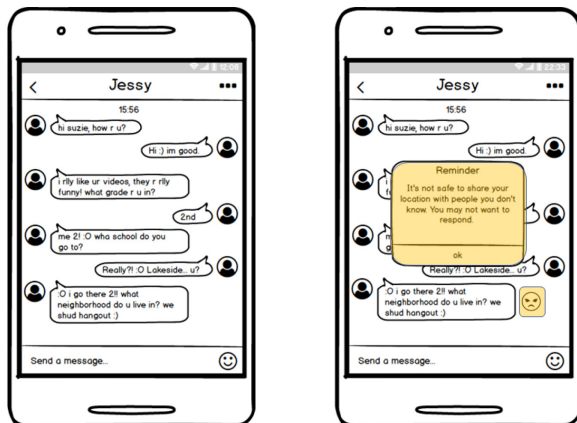 12:08
Jessy
15:56
hi suzie, how r u?
Hi :) im good.
i rlly like ur videos, they r rlly
funny! what grade r u in?
2nd
me 2! :O wha school do you
go to?
Really?! :O Lakeside... u?
:O i go there 2!! what
neighborhood do u live in? we
shud hangout :)
Send a message...
22:33
Jessy
15:56
hi suzie, how r u?
Hi :) im good.
Reminder
It's not safe to share your
location with people you don't
know. You may not want to
respond.
ok
Really?! :O Lakeside... u?
:O i go there 2!! what
neighborhood do u live in? we
shud hangout :)
Send a message...